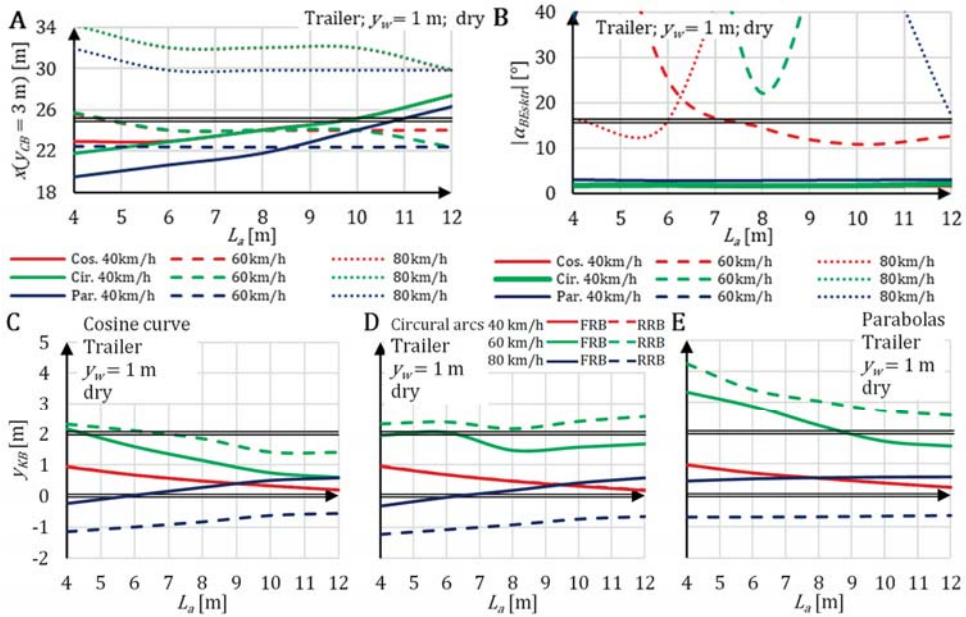 A
Trailer; y_w = 1 m; dry
x(y_CB = 3 m) [m]
34
30
26
22
18
4 5 6 7 8 9 10 11 12
L_a [m]
Cos. 40km/h 60km/h 80km/h
Cir. 40km/h 60km/h 80km/h
Par. 40km/h 60km/h 80km/h
B
Trailer; y_w = 1 m; dry
|α_BEsktr| [°]
40
30
20
10
0
4 5 6 7 8 9 10 11 12
L_a [m]
Cos. 40km/h 60km/h 80km/h
Cir. 40km/h 60km/h 80km/h
Par. 40km/h 60km/h 80km/h
C
Cosine curve
Trailer
y_w = 1 m
dry
y_KB [m]
5
4
3
2
1
0
-1
-2
4 5 6 7 8 9 10 11 12
L_a [m]
D
Circural arcs 40 km/h FRB RRB
60 km/h FRB RRB
80 km/h FRB RRB
Trailer
y_w = 1 m
dry
4 5 6 7 8 9 10 11 12
L_a [m]
E
Parabolas
Trailer
y_w = 1 m
dry
4 5 6 7 8 9 10 11 12
L_a [m]